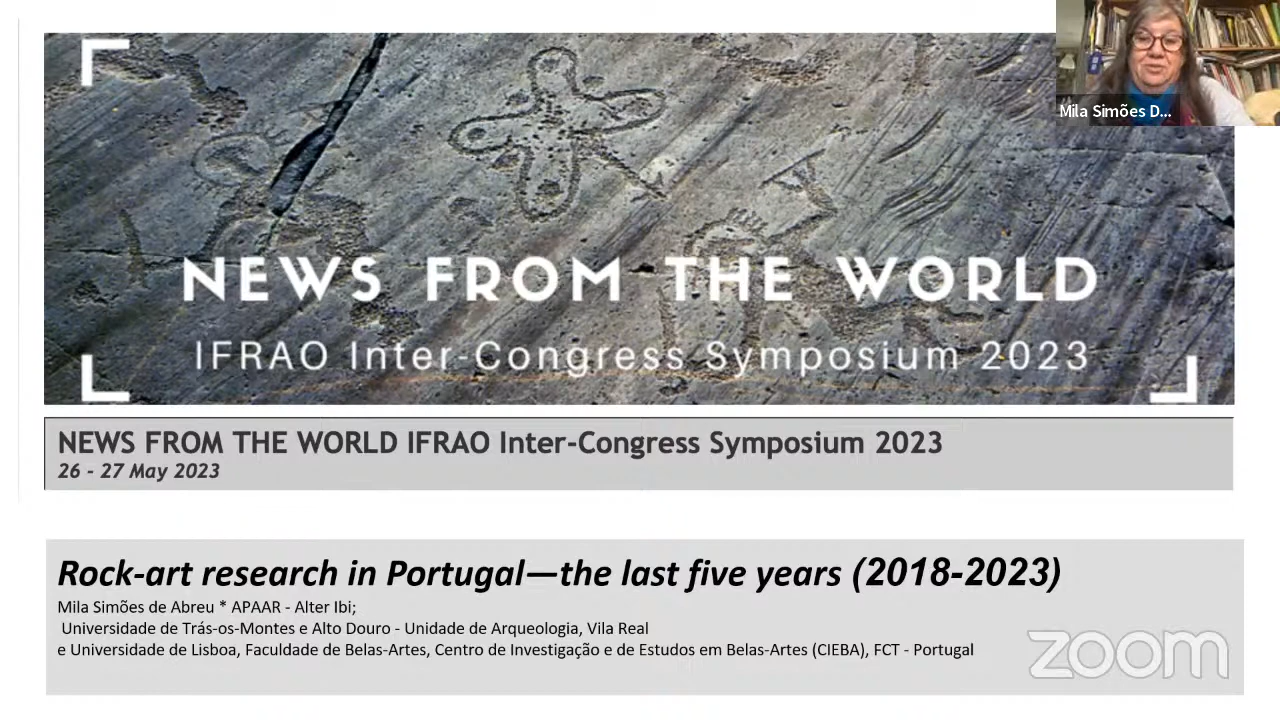 Mila Simões D...
NEWS FROM THE WORLD
IFRAO Inter-Congress Symposium 2023
NEWS FROM THE WORLD IFRAO Inter-Congress Symposium 2023
26 - 27 May 2023
Rock-art research in Portugal—the last five years (2018-2023)
Mila Simões de Abreu * APAAR - Alter Ibi;
Universidade de Trás-os-Montes e Alto Douro - Unidade de Arqueologia, Vila Real
e Universidade de Lisboa, Faculdade de Belas-Artes, Centro de Investigação e de Estudos em Belas-Artes (CIEBA), FCT - Portugal
zoom